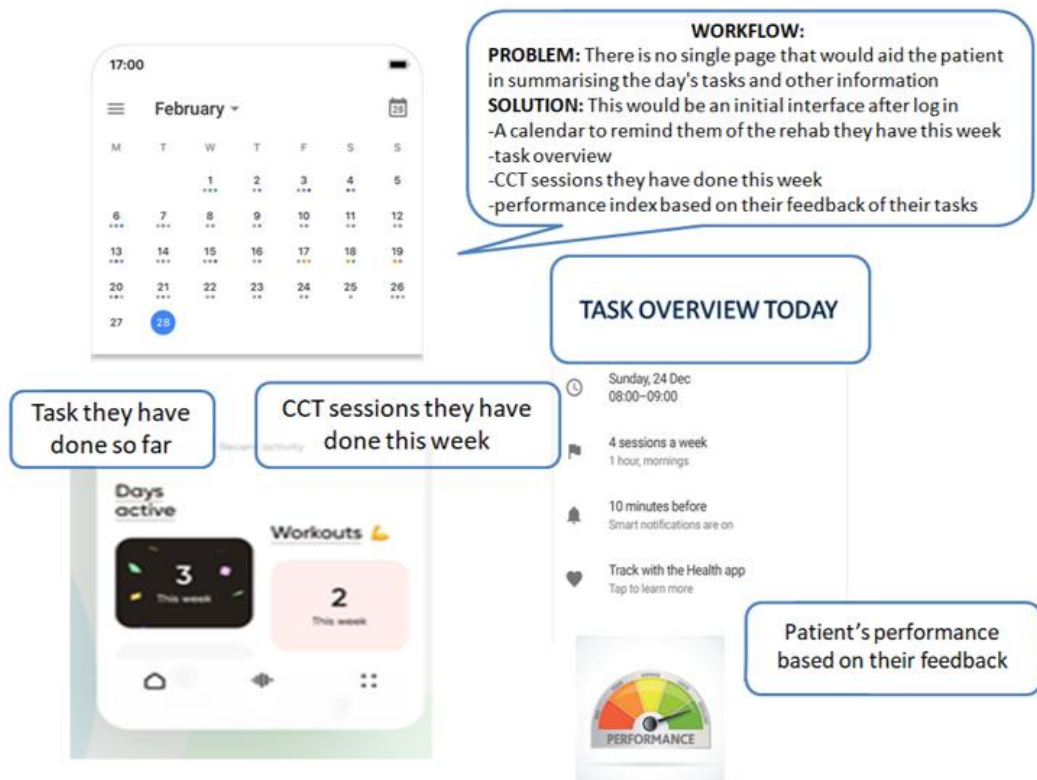 WORKFLOW:
PROBLEM: There is no single page that would aid the patient
in summarising the day's tasks and other information
SOLUTION: This would be an initial interface after log in
-A calendar to remind them of the rehab they have this week
-task overview
-CCT sessions they have done this week
-performance index based on their feedback of their tasks
17:00
February
28
M T W T F S S
1 2 3 4 5
6 7 8 9 10 11 12
13 14 15 16 17 18 19
20 21 22 23 24 25 26
27 28
TASK OVERVIEW TODAY
Sunday, 24 Dec
08:00–09:00
4 sessions a week
1 hour, mornings
10 minutes before
Smart notifications are on
Track with the Health app
Tap to learn more
Task they have
done so far
CCT sessions they have
done this week
Recent activity
Days
active
3
This week
Workouts 💪
2
This week
Patient's performance
based on their feedback
PERFORMANCE